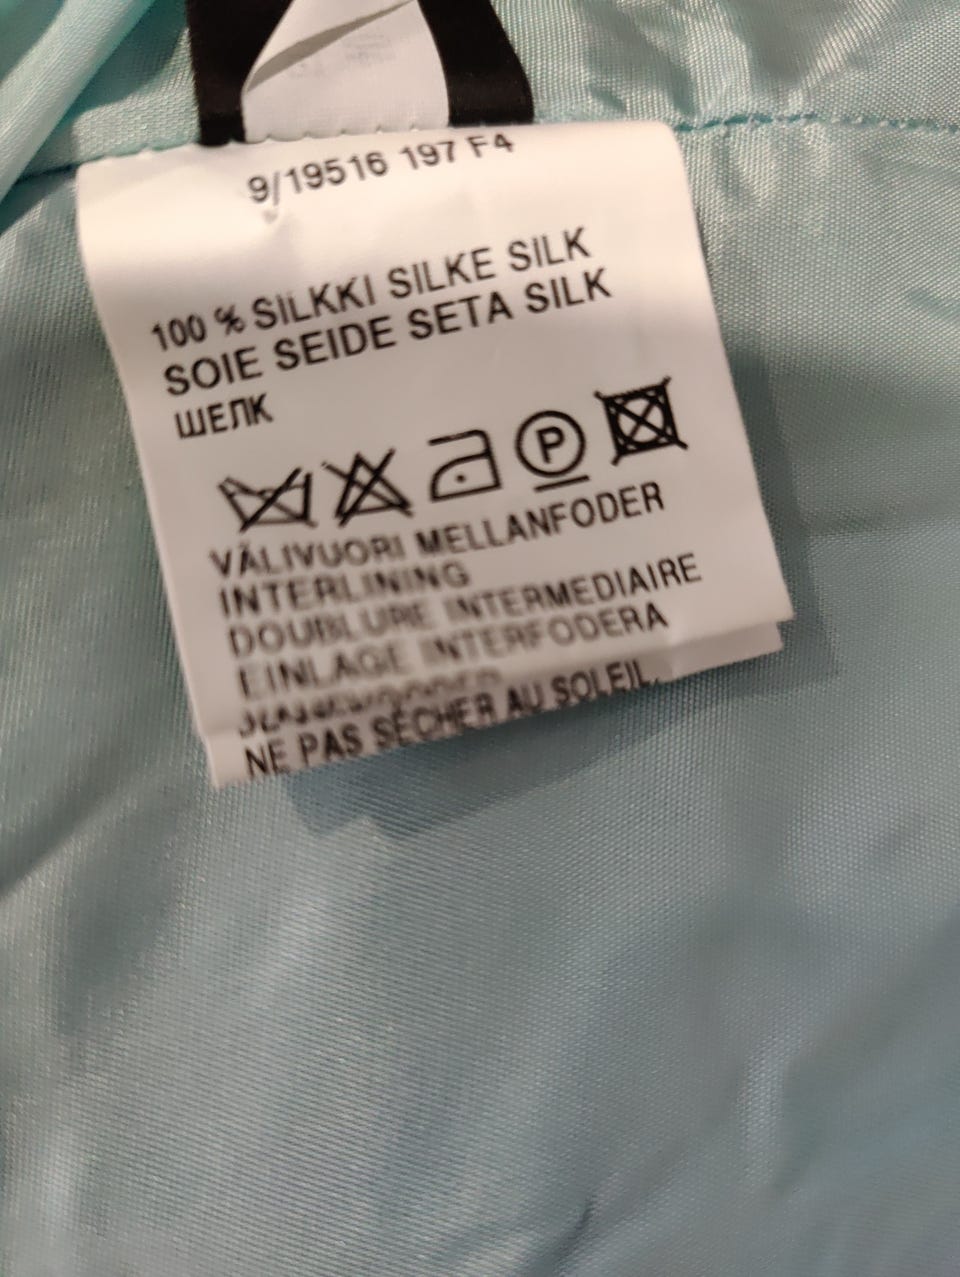 9/19516 197 F4
100 % SILKKI SILKE SILK
SOIE SEIDE SETA SILK
ШЕЛК
P
VÄLIVUORI MELLANFODER
INTERLINING
DOUBLURE INTERMEDIAIRE
EINLAGE INTERFODERA
NE PAS SÉCHER AU SOLEIL.